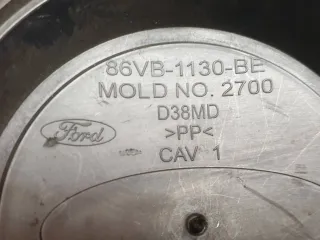 86VB-1130-BE
MOLD NO. 2700
D38MD
Ford
>PP<
CAV 1